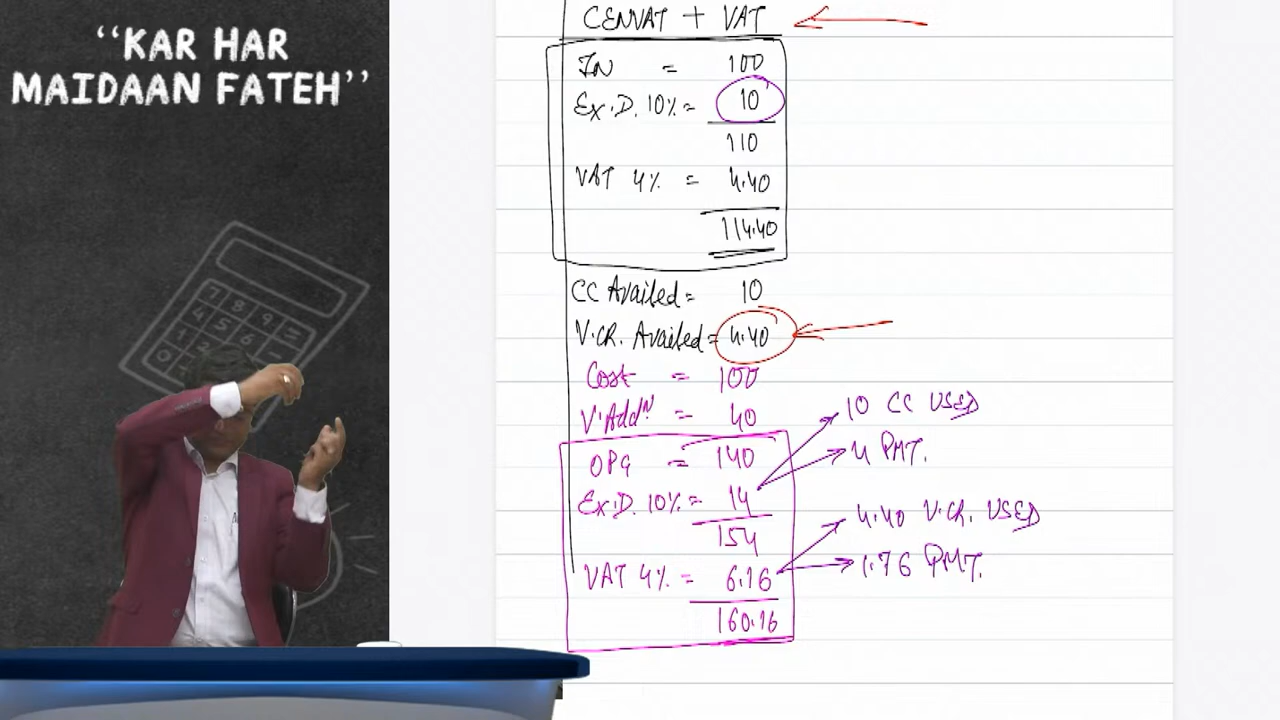 “KAR HAR
MAIDAAN FATEH”
CENVAT + VAT
IN = 100
Ex.D. 10% = 10
110
VAT 4% = 4.40
114.40
CC Availed = 10
V.CR. Availed = 4.40
Cost = 100
V'Addⁿ = 40
OPG = 140
Ex.D. 10% = 14
154
VAT 4% = 6.16
160.16
10 CC USED
4 PMT.
4.40 V.CR. USED
1.76 PMT.